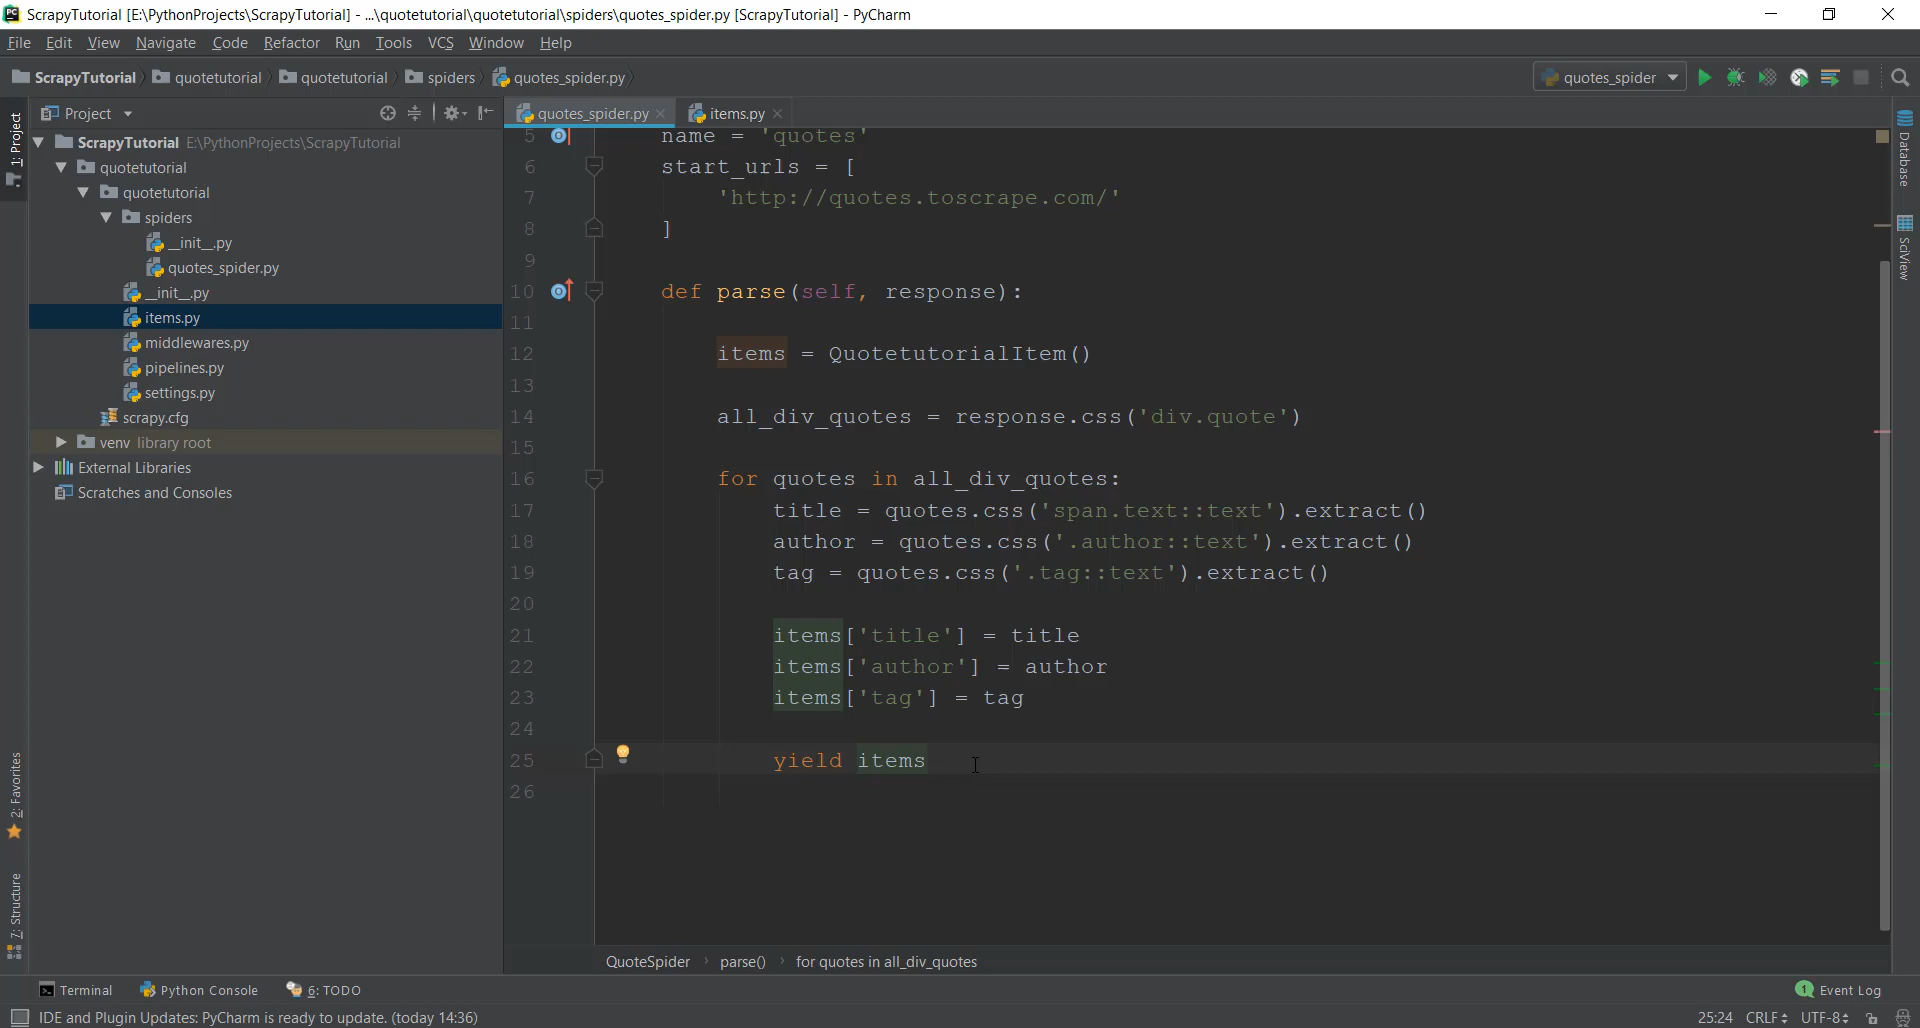 ScrapyTutorial [E:\PythonProjects\ScrapyTutorial] - ...\quotetutorial\quotetutorial\spiders\quotes_spider.py [ScrapyTutorial] - PyCharm
File Edit View Navigate Code Refactor Run Tools VCS Window Help
ScrapyTutorial quotetutorial quotetutorial spiders quotes_spider.py quotes_spider
Project
quotes_spider.py items.py
ScrapyTutorial E:\PythonProjects\ScrapyTutorial
quotetutorial
quotetutorial
spiders
__init__.py
quotes_spider.py
__init__.py
items.py
middlewares.py
pipelines.py
settings.py
scrapy.cfg
venv library root
External Libraries
Scratches and Consoles
1: Project
2: Favorites
7: Structure
5 name = 'quotes'
6 start_urls = [
7 'http://quotes.toscrape.com/'
8 ]
9
10 def parse(self, response):
11
12 items = QuotetutorialItem()
13
14 all_div_quotes = response.css('div.quote')
15
16 for quotes in all_div_quotes:
17 title = quotes.css('span.text::text').extract()
18 author = quotes.css('.author::text').extract()
19 tag = quotes.css('.tag::text').extract()
20
21 items['title'] = title
22 items['author'] = author
23 items['tag'] = tag
24
25 yield items
26
Database
SciView
QuoteSpider parse() for quotes in all_div_quotes
Terminal Python Console 6: TODO 1 Event Log
IDE and Plugin Updates: PyCharm is ready to update. (today 14:36) 25:24 CRLF UTF-8